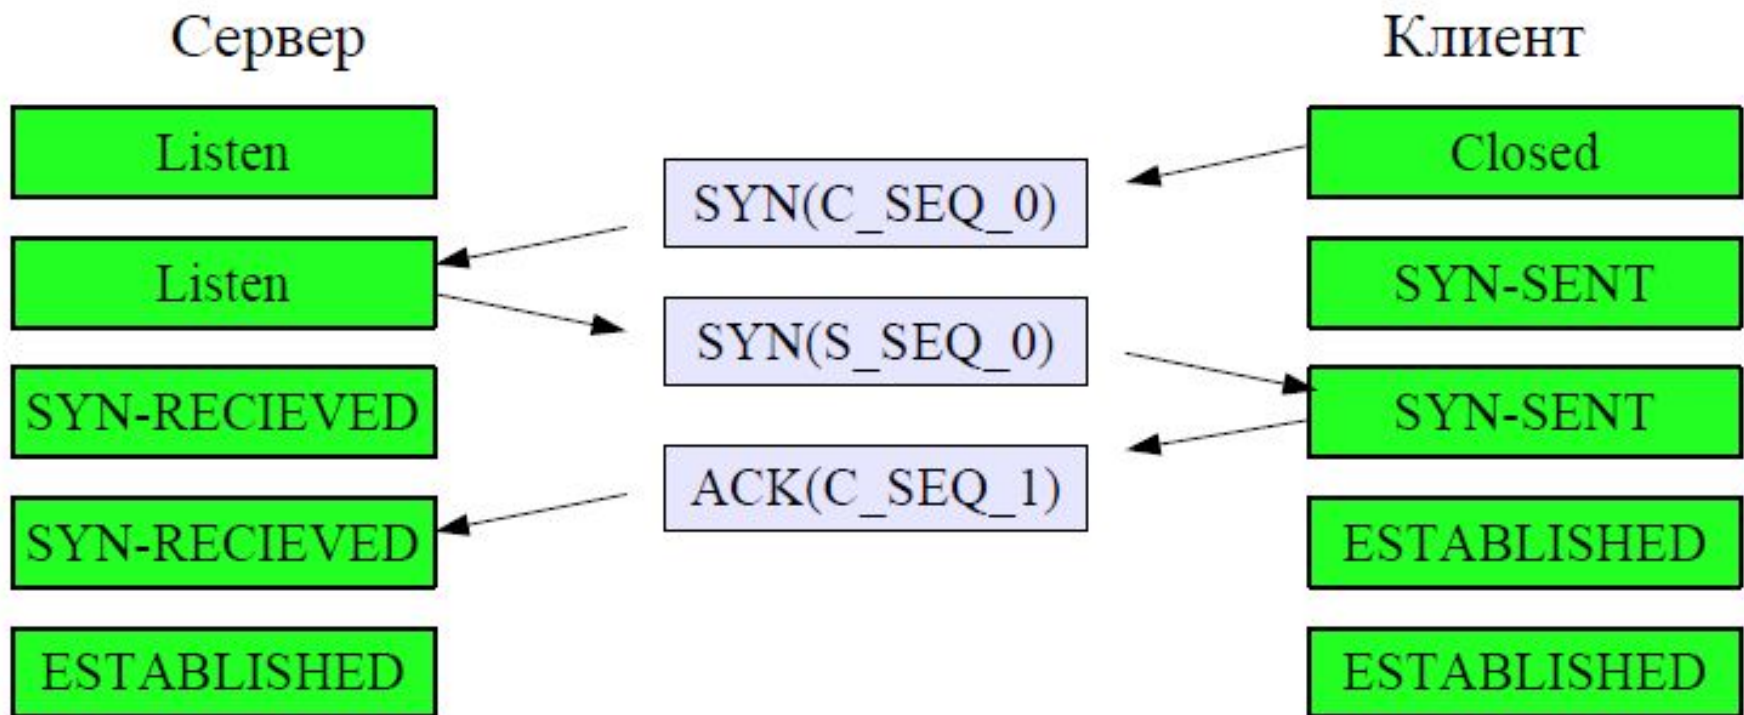 Сервер Клиент
Listen
Closed
SYN(C_SEQ_0)
Listen
SYN-SENT
SYN(S_SEQ_0)
SYN-RECIEVED
SYN-SENT
ACK(C_SEQ_1)
SYN-RECIEVED
ESTABLISHED
ESTABLISHED
ESTABLISHED